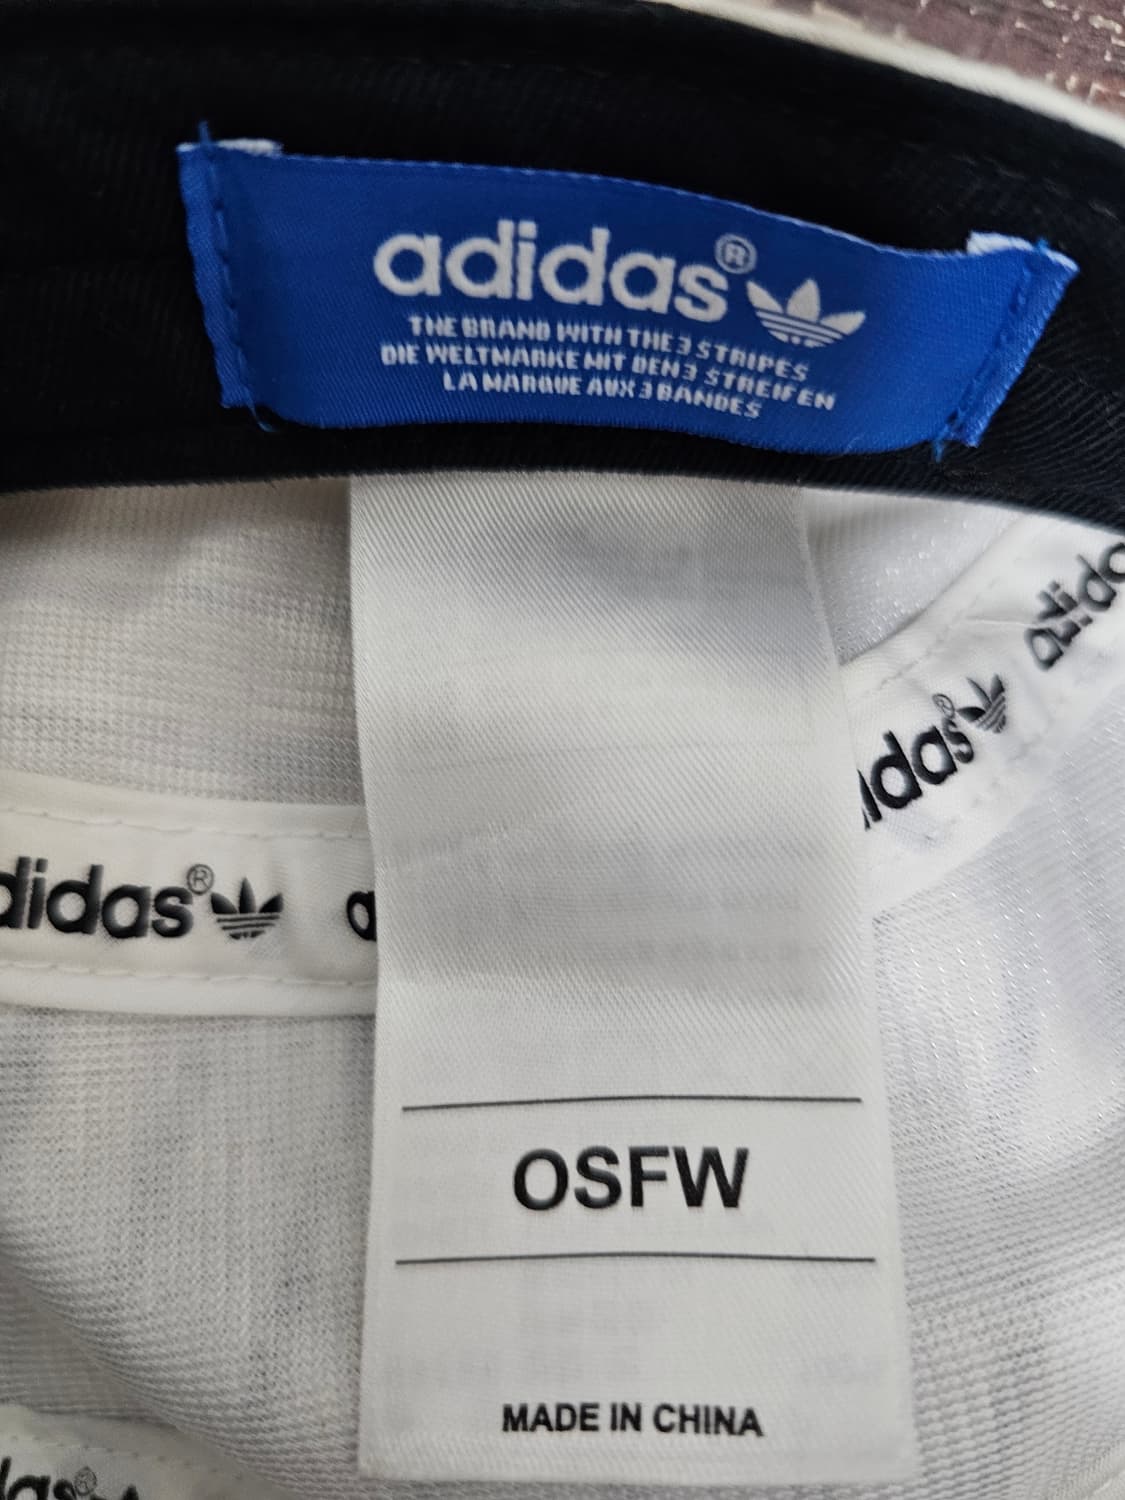 adidas®
THE BRAND WITH THE 3 STRIPES
DIE WELTMARKE MIT DEN 3 STREIFEN
LA MARQUE AUX 3 BANDES
adidas
adidas®
adidas®
OSFW
MADE IN CHINA
adidas®